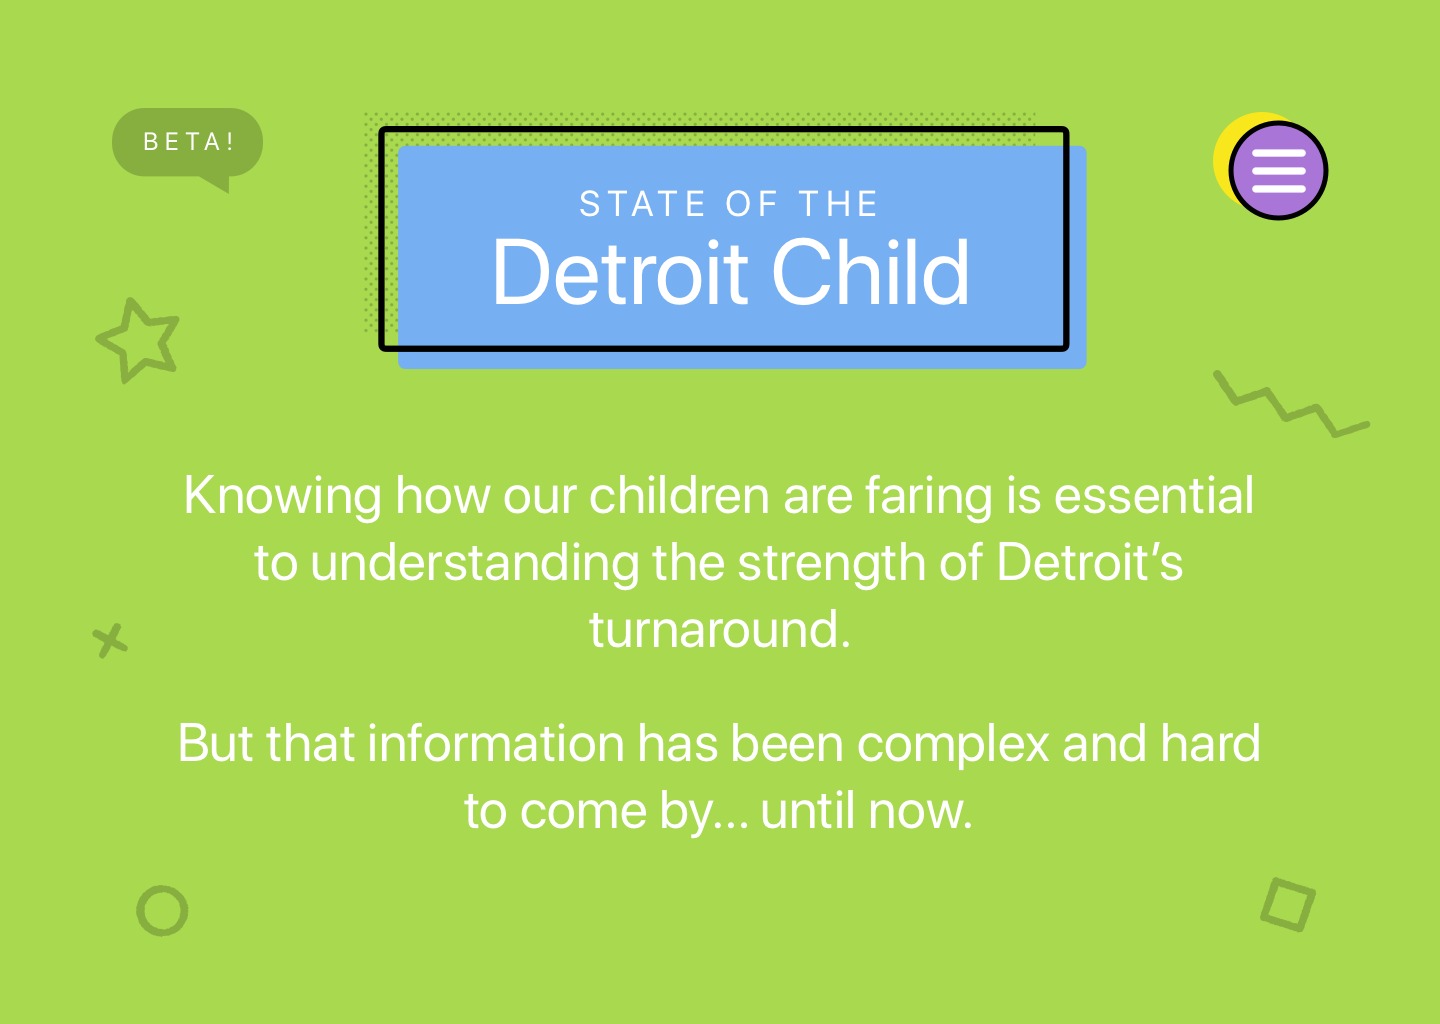 BETA!
STATE OF THE
Detroit Child
Knowing how our children are faring is essential
to understanding the strength of Detroit’s
turnaround.
But that information has been complex and hard
to come by... until now.